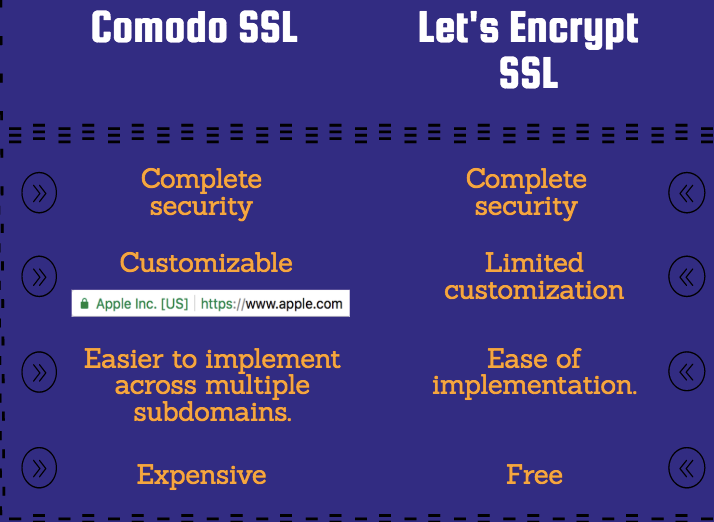 Comodo SSL
Let's Encrypt
SSL
Complete
security
Complete
security
Customizable
Apple Inc. [US] https://www.apple.com
Limited
customization
Easier to implement
across multiple
subdomains.
Ease of
implementation.
Expensive
Free